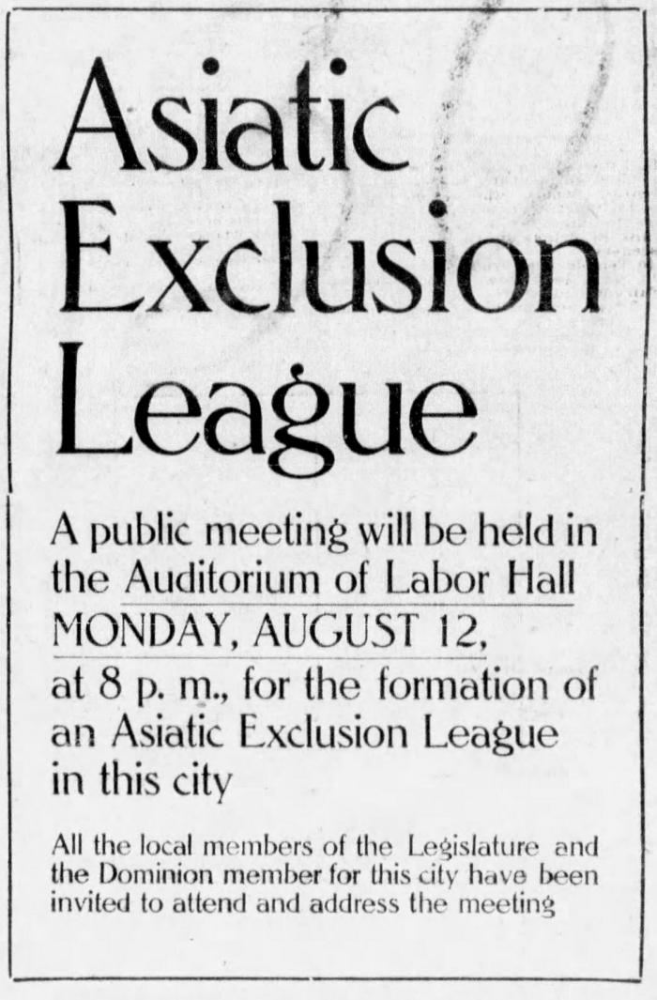 Asiatic
Exclusion
League
A public meeting will be held in
the Auditorium of Labor Hall
MONDAY, AUGUST 12,
at 8 p. m., for the formation of
an Asiatic Exclusion League
in this city
All the local members of the Legislature and
the Dominion member for this city have been
invited to attend and address the meeting